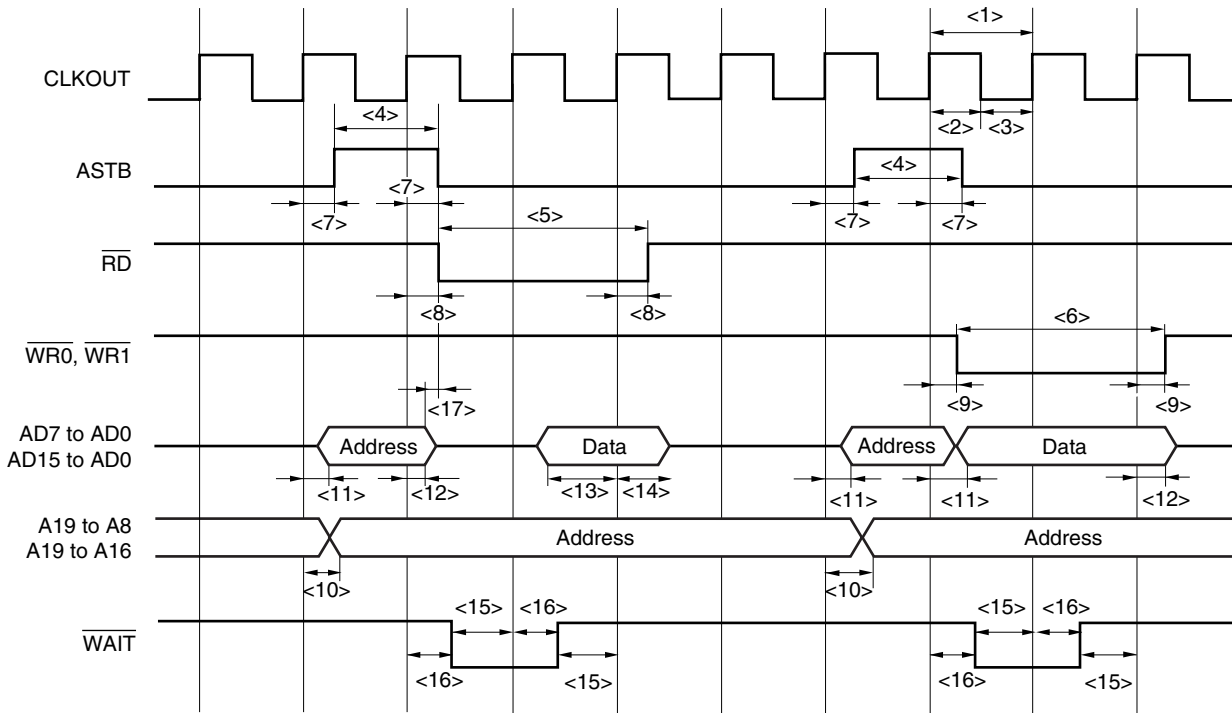 <1>
CLKOUT
<2> <3>
<4>
ASTB
<4>
<7>
<7> <7> <7>
<5>
RD
<8> <8>
<6>
WR0, WR1
<17> <9> <9>
AD7 to AD0
AD15 to AD0
Address Data Address Data
<11> <12> <13> <14> <11> <11> <12>
A19 to A8
A19 to A16
Address Address
<10> <10>
<15> <16> <15> <16>
WAIT
<16> <15> <16> <15>